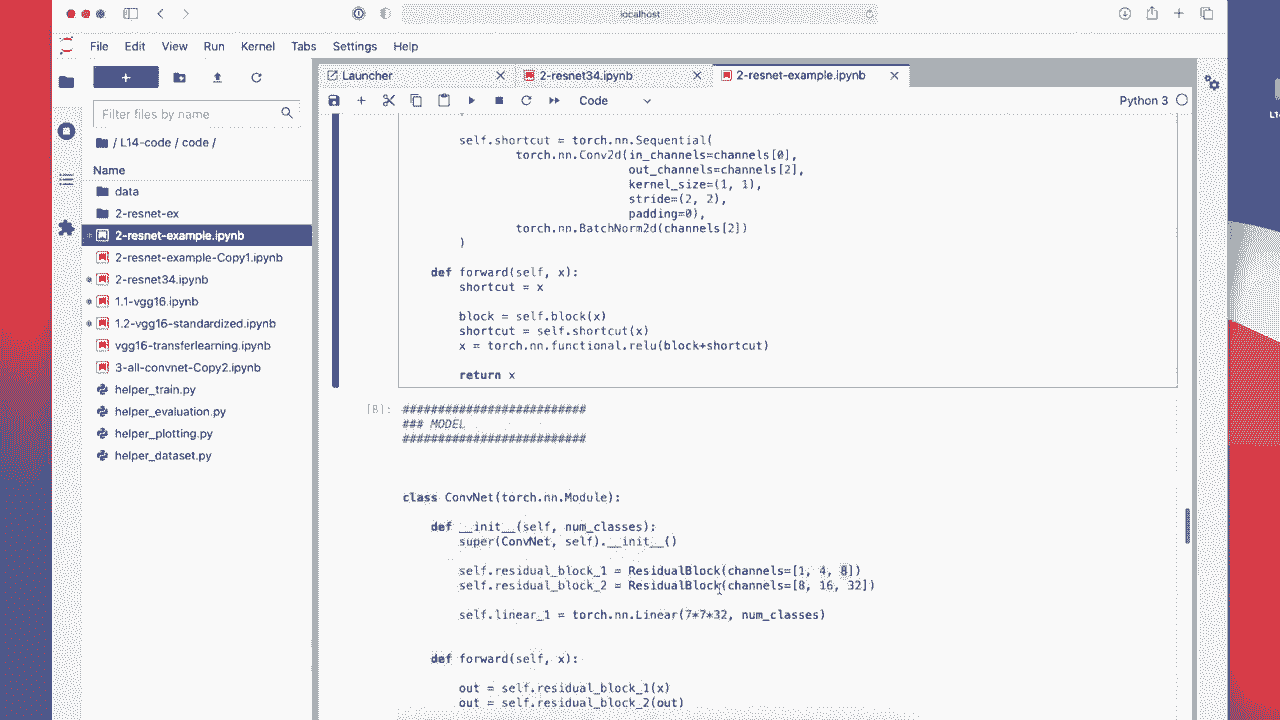 localhost
File Edit View Run Kernel Tabs Settings Help
Launcher
2-resnet34.ipynb
2-resnet-example.ipynb
Code
Python 3
Filter files by name
/ L14-code / code /
Name
data
2-resnet-ex
2-resnet-example.ipynb
2-resnet-example-Copy1.ipynb
2-resnet34.ipynb
1.1-vgg16.ipynb
1.2-vgg16-standardized.ipynb
vgg16-transferlearning.ipynb
3-all-convnet-Copy2.ipynb
helper_train.py
helper_evaluation.py
helper_plotting.py
helper_dataset.py
self.shortcut = torch.nn.Sequential(
torch.nn.Conv2d(in_channels=channels[0],
out_channels=channels[2],
kernel_size=(1, 1),
stride=(2, 2),
padding=0),
torch.nn.BatchNorm2d(channels[2])
)
def forward(self, x):
shortcut = x
block = self.block(x)
shortcut = self.shortcut(x)
x = torch.nn.functional.relu(block+shortcut)
return x
[8]:
##########################
### MODEL
##########################
class ConvNet(torch.nn.Module):
def __init__(self, num_classes):
super(ConvNet, self).__init__()
self.residual_block_1 = ResidualBlock(channels=[1, 4, 8])
self.residual_block_2 = ResidualBlock(channels=[8, 16, 32])
self.linear_1 = torch.nn.Linear(7*7*32, num_classes)
def forward(self, x):
out = self.residual_block_1(x)
out = self.residual_block_2(out)